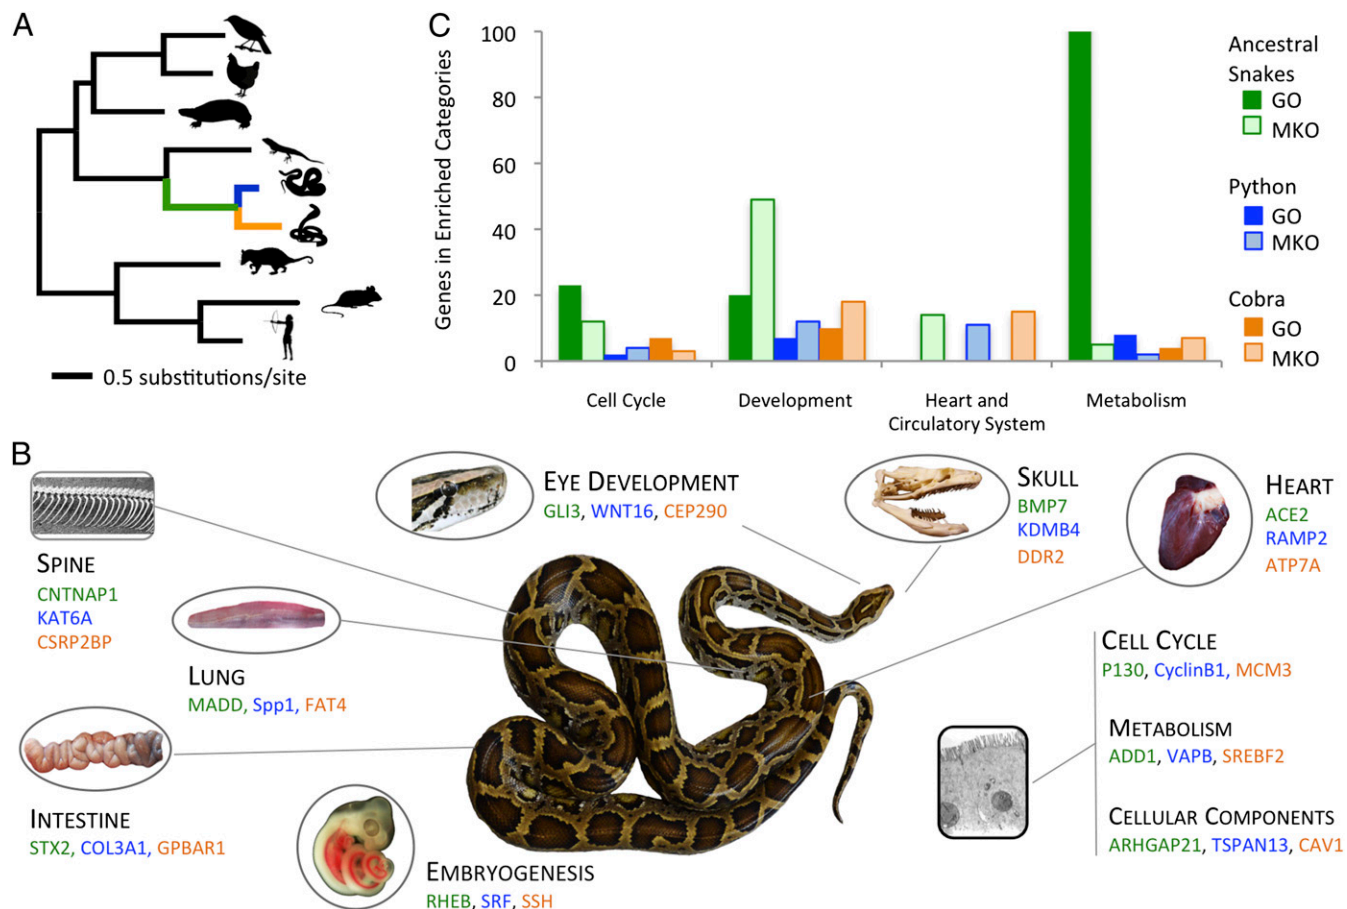 A
0.5 substitutions/site
C
Genes in Enriched Categories
100
80
60
40
20
0
Cell Cycle
Development
Heart and
Circulatory System
Metabolism
Ancestral
Snakes
GO
MKO
Python
GO
MKO
Cobra
GO
MKO
B
SPINE
CNTNAP1
KAT6A
CSRP2BP
LUNG
MADD, Spp1, FAT4
INTESTINE
STX2, COL3A1, GPBAR1
EYE DEVELOPMENT
GLI3, WNT16, CEP290
EMBRYOGENESIS
RHEB, SRF, SSH
SKULL
BMP7
KDMB4
DDR2
HEART
ACE2
RAMP2
ATP7A
CELL CYCLE
P130, CyclinB1, MCM3
METABOLISM
ADD1, VAPB, SREBF2
CELLULAR COMPONENTS
ARHGAP21, TSPAN13, CAV1